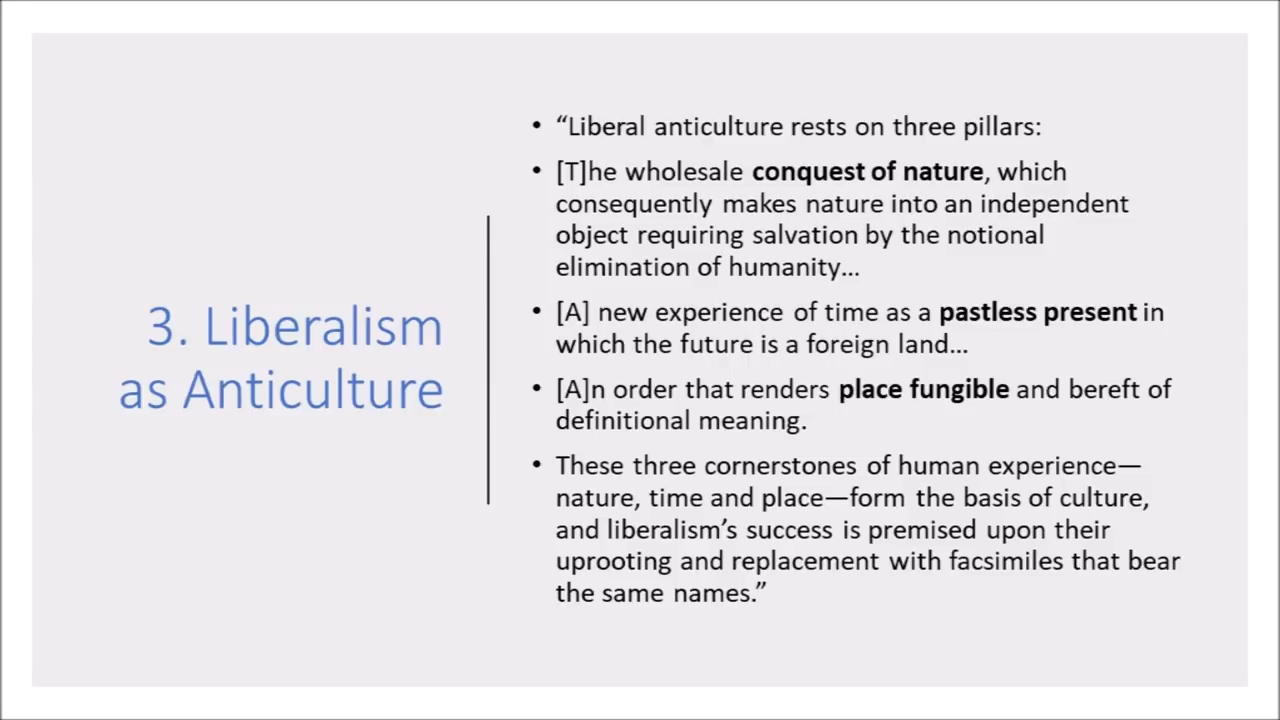 3. Liberalism
as Anticulture
• “Liberal anticulture rests on three pillars:
• [T]he wholesale conquest of nature, which
consequently makes nature into an independent
object requiring salvation by the notional
elimination of humanity…
• [A] new experience of time as a pastless present in
which the future is a foreign land…
• [A]n order that renders place fungible and bereft of
definitional meaning.
• These three cornerstones of human experience—
nature, time and place—form the basis of culture,
and liberalism’s success is premised upon their
uprooting and replacement with facsimiles that bear
the same names.”